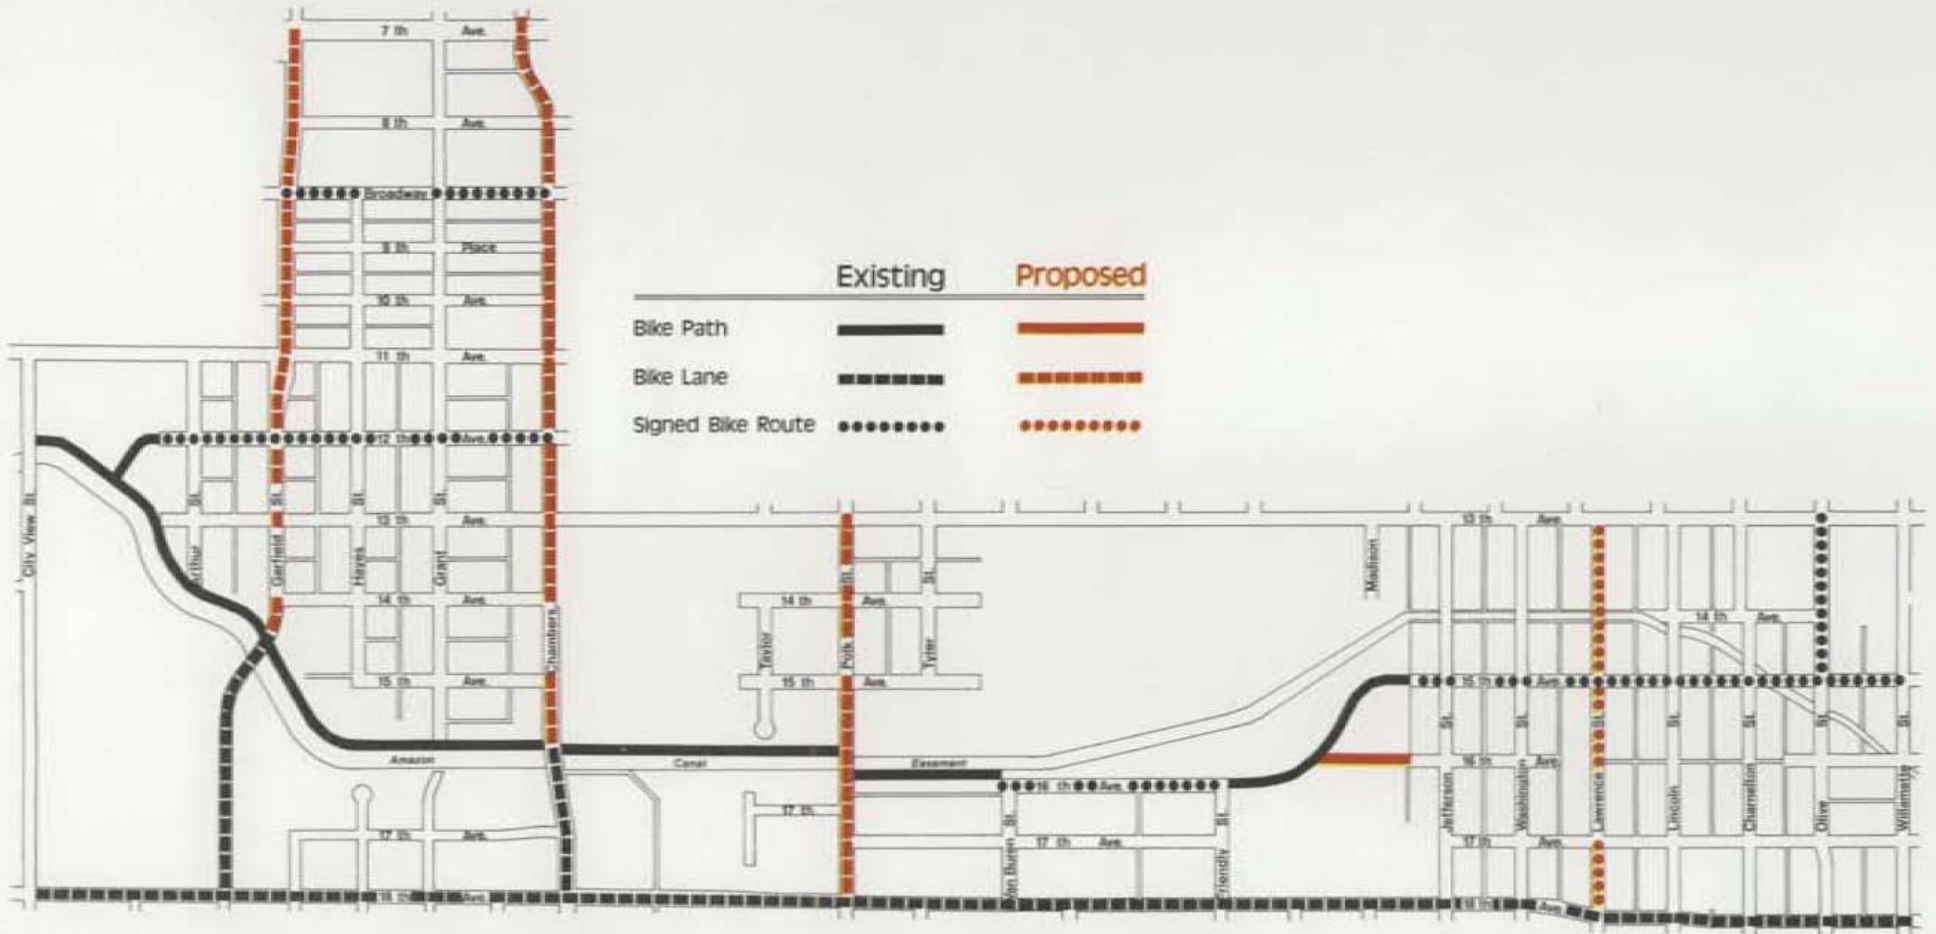 7 th Ave.
8 th Ave.
Broadway
9 th Place
Existing Proposed
10 th Ave.
Bike Path
11 th Ave.
Bike Lane
Signed Bike Route
12 th Ave.
City View St.
Arthur St.
Garfield St.
Hayes St.
Grant St.
13 th Ave.
13 th Ave.
Madison
14 th Ave.
14 th Ave.
14 th Ave.
Chambers
Taylor
Polk St.
Tyler St.
15 th Ave.
15 th Ave.
15 th Ave.
Amazon Canal Easement
16 th Ave.
16 th Ave.
Jefferson St.
Washington St.
Lawrence St.
Lincoln St.
Charnelton St.
Olive St.
Willamette St.
17 th Ave.
17 th
17 th Ave.
17 th Ave.
Van Buren St.
Friendly St.
18 th Ave.
18 th Ave.